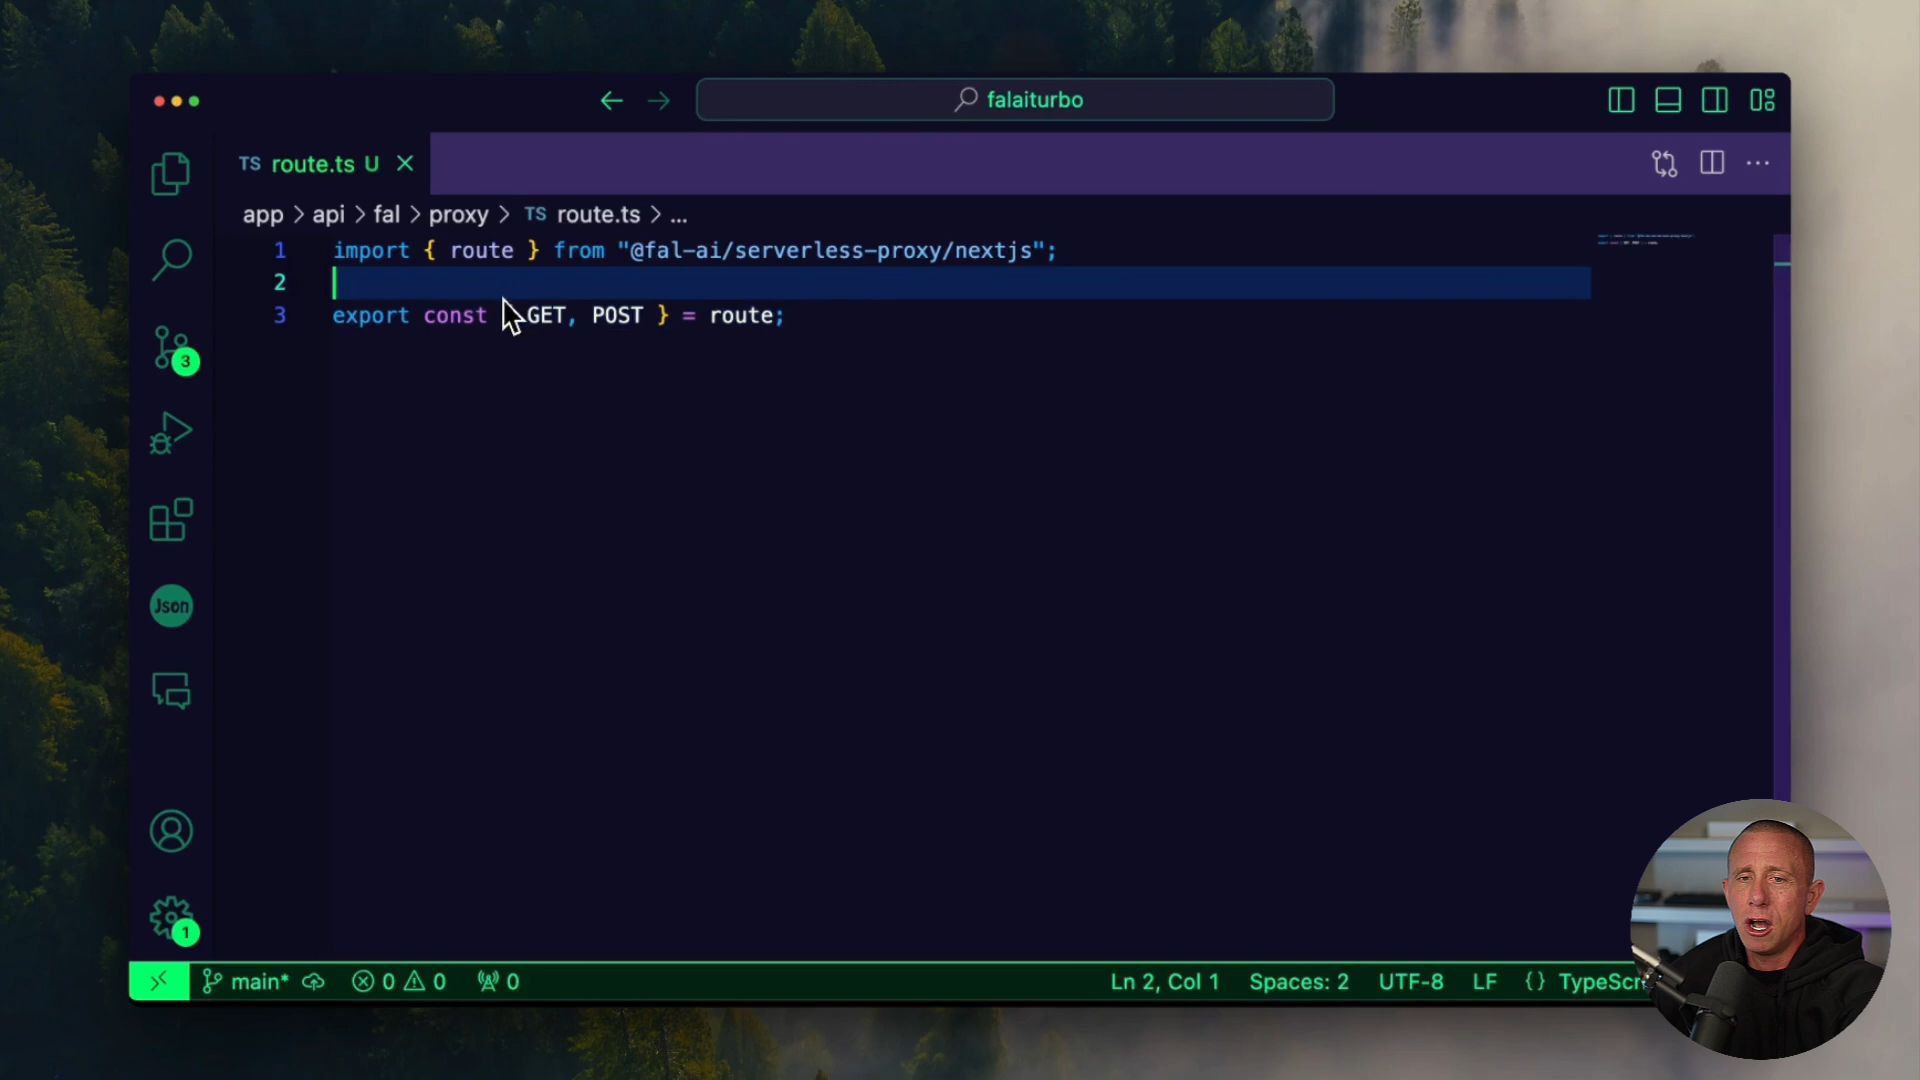 falaiturbo
TS route.ts U
app > api > fal > proxy > TS route.ts > ...
1 import { route } from "@fal-ai/serverless-proxy/nextjs";
2
3 export const GET, POST } = route;
3
Json
1
main* 0 0 0 Ln 2, Col 1 Spaces: 2 UTF-8 LF {}